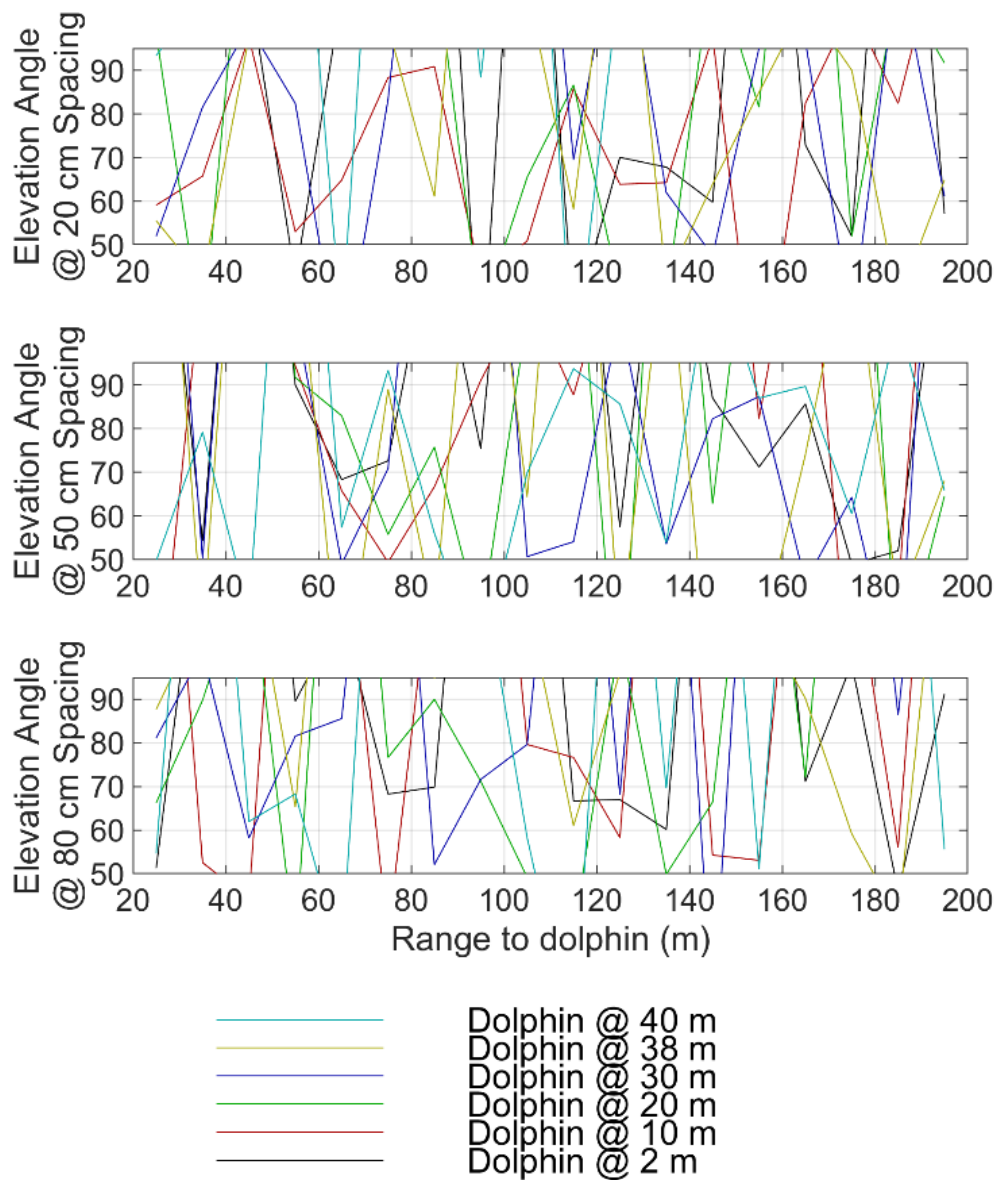 Elevation Angle
@ 20 cm Spacing
90
80
70
60
50
20 40 60 80 100 120 140 160 180 200
Elevation Angle
@ 50 cm Spacing
90
80
70
60
50
20 40 60 80 100 120 140 160 180 200
Elevation Angle
@ 80 cm Spacing
90
80
70
60
50
20 40 60 80 100 120 140 160 180 200
Range to dolphin (m)
Dolphin @ 40 m
Dolphin @ 38 m
Dolphin @ 30 m
Dolphin @ 20 m
Dolphin @ 10 m
Dolphin @ 2 m